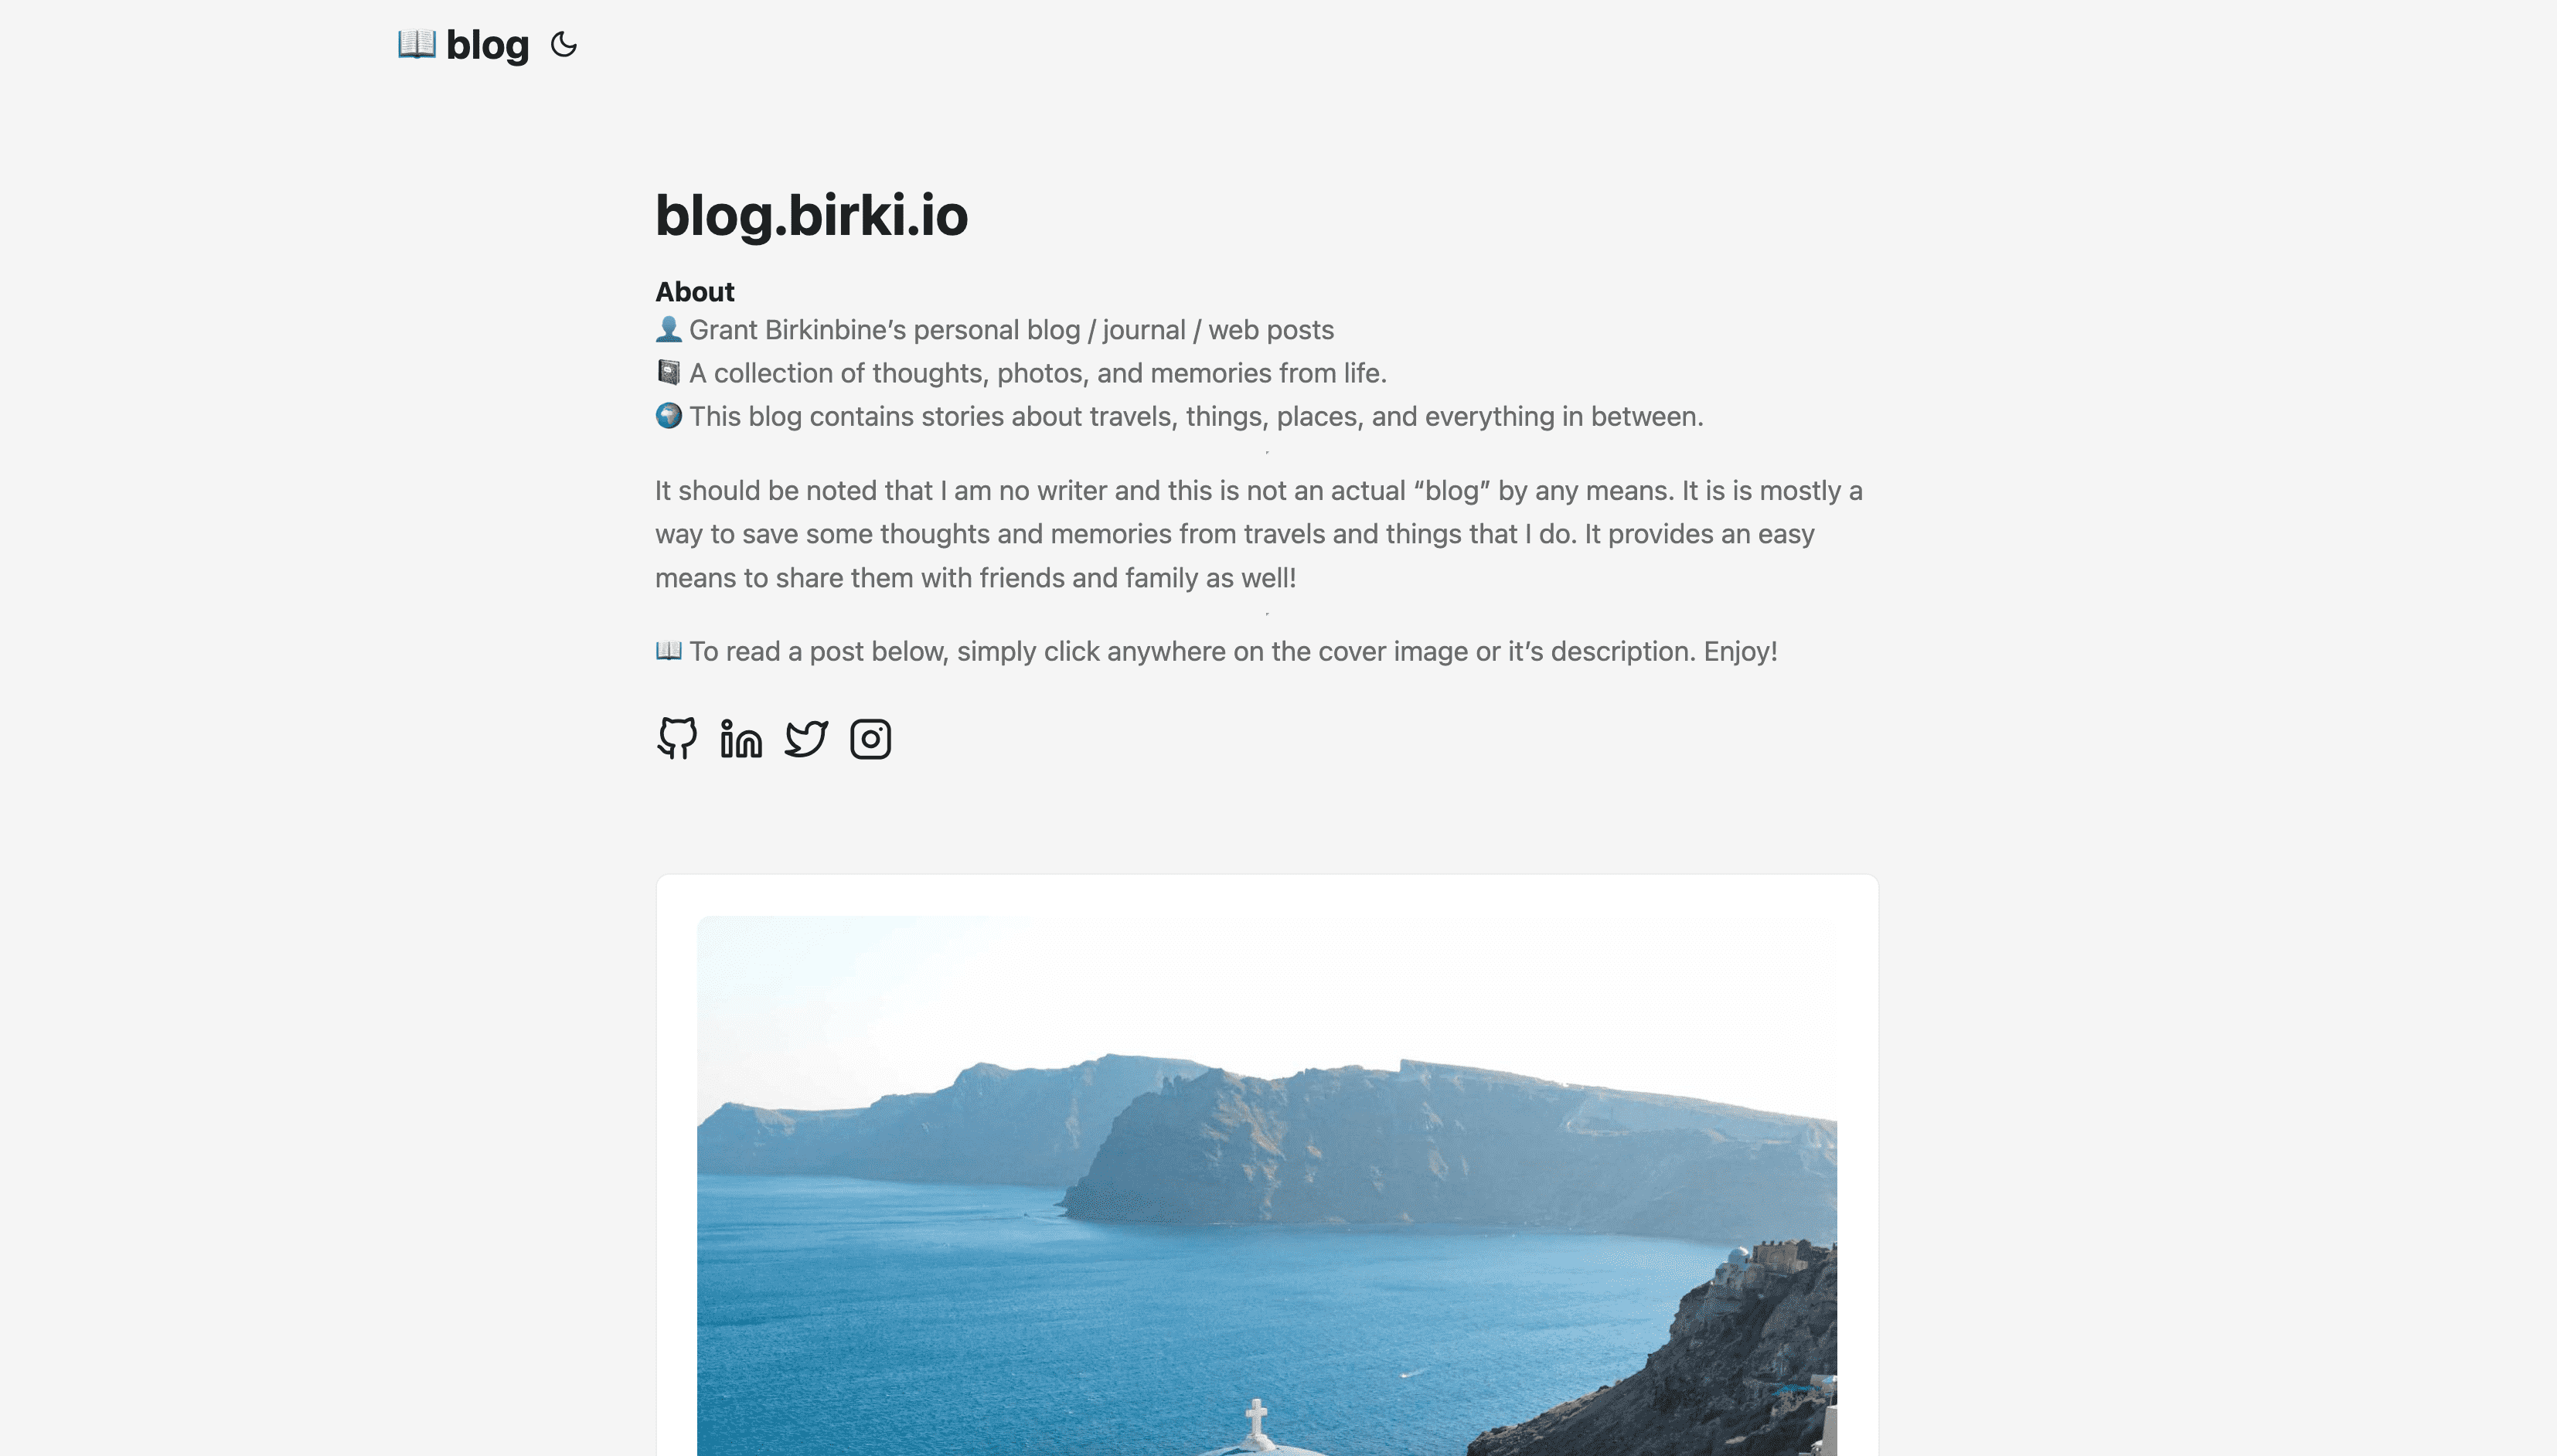 blog
blog.birki.io
About
Grant Birkinbine’s personal blog / journal / web posts
A collection of thoughts, photos, and memories from life.
This blog contains stories about travels, things, places, and everything in between.
It should be noted that I am no writer and this is not an actual “blog” by any means. It is is mostly a
way to save some thoughts and memories from travels and things that I do. It provides an easy
means to share them with friends and family as well!
To read a post below, simply click anywhere on the cover image or it’s description. Enjoy!